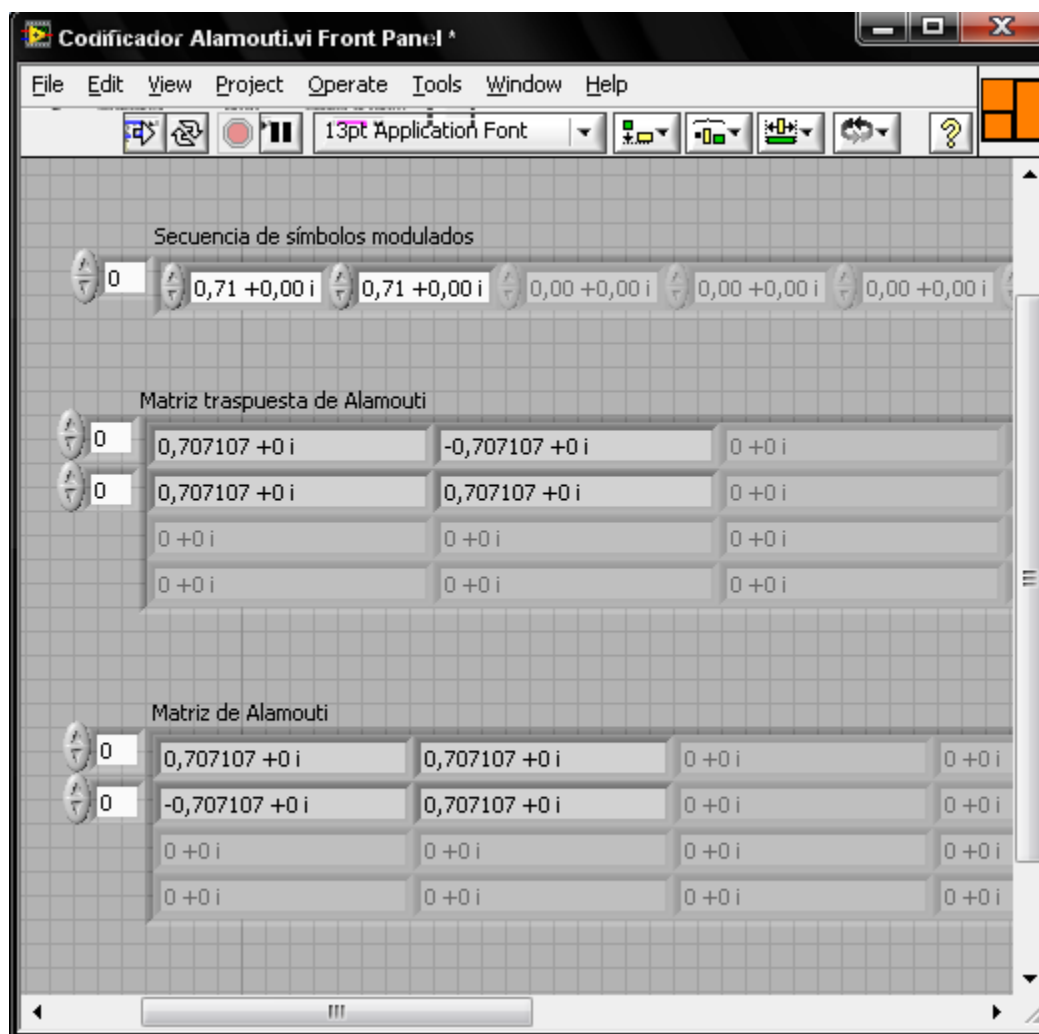 Codificador Alamouti.vi Front Panel *
File Edit View Project Operate Tools Window Help
13pt Application Font
Secuencia de símbolos modulados
0 0,71 +0,00 i 0,71 +0,00 i 0,00 +0,00 i 0,00 +0,00 i 0,00 +0,00 i
Matriz traspuesta de Alamouti
0 0,707107 +0 i -0,707107 +0 i 0 +0 i
0 0,707107 +0 i 0,707107 +0 i 0 +0 i
0 +0 i 0 +0 i 0 +0 i
0 +0 i 0 +0 i 0 +0 i
Matriz de Alamouti
0 0,707107 +0 i 0,707107 +0 i 0 +0 i 0 +0 i
0 -0,707107 +0 i 0,707107 +0 i 0 +0 i 0 +0 i
0 +0 i 0 +0 i 0 +0 i 0 +0 i
0 +0 i 0 +0 i 0 +0 i 0 +0 i